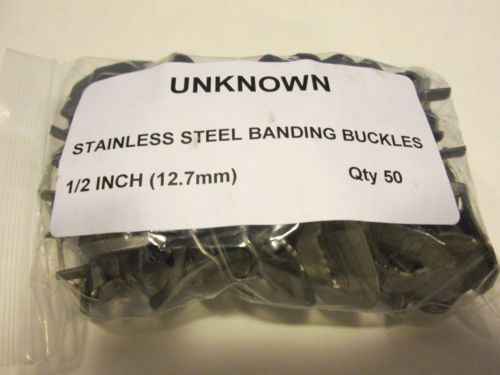 UNKNOWN
STAINLESS STEEL BANDING BUCKLES
1/2 INCH (12.7mm) Qty 50